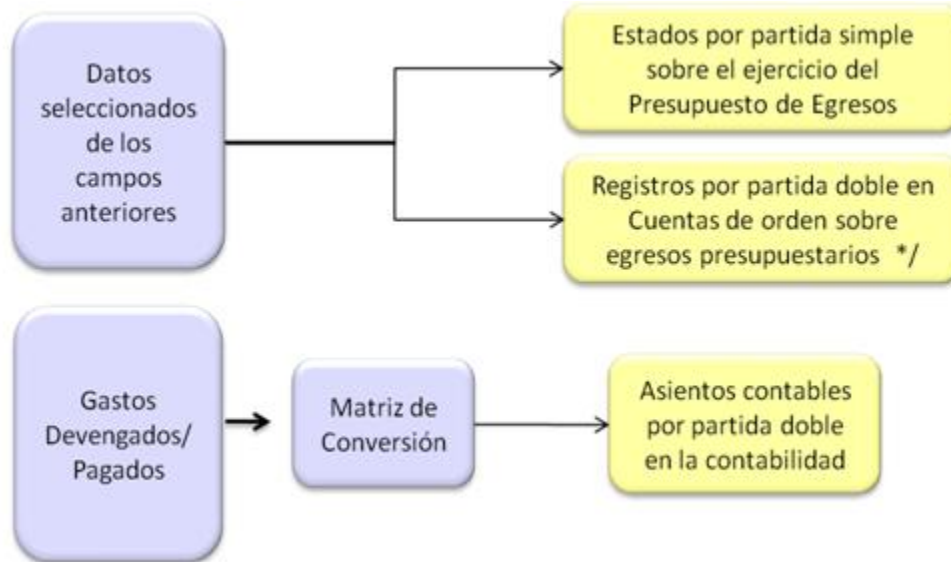 Datos
seleccionados
de los
campos
anteriores
Estados por partida simple
sobre el ejercicio del
Presupuesto de Egresos
Registros por partida doble en
Cuentas de orden sobre
egresos presupuestarios */
Gastos
Devengados/
Pagados
Matriz de
Conversión
Asientos contables
por partida doble
en la contabilidad